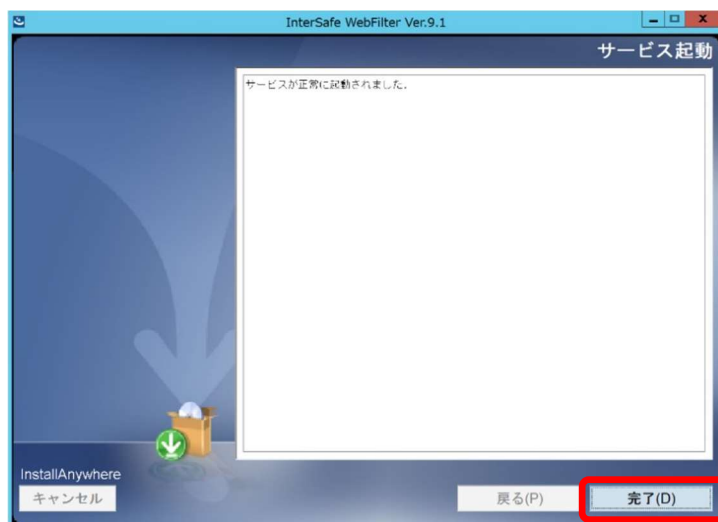 InterSafe WebFilter Ver.9.1
サービス起動
サービスが正常に起動されました.
InstallAnywhere
キャンセル
戻る(P)
完了(D)